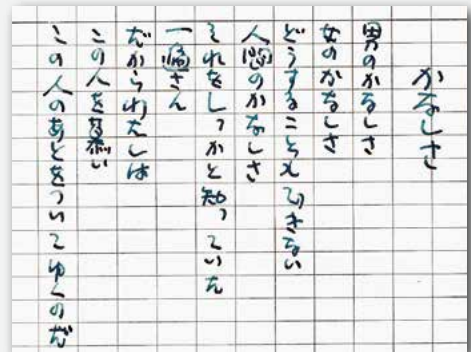 かなしさ
男のかなしさ
女のかなしさ
どうすることもできない
人間のかなしさ
それをしっかと知っていた
一遍さん
だからわたしは
この人を慕い
この人のあとをついてゆくのだ